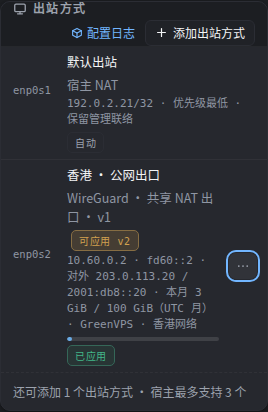 出站方式
配置日志
+ 添加出站方式
默认出站
enp0s1
宿主 NAT
192.0.2.21/32 · 优先级最低 ·
保留管理联络
自动
香港 · 公网出口
enp0s2
WireGuard · 共享 NAT 出
口 · v1
可应用 v2
10.60.0.2 · fd60::2 ·
对外 203.0.113.20 /
2001:db8::20 · 本月 3
GiB / 100 GiB（UTC 月）
· GreenVPS · 香港网络
...
已应用
还可添加 1 个出站方式 · 宿主最多支持 3 个